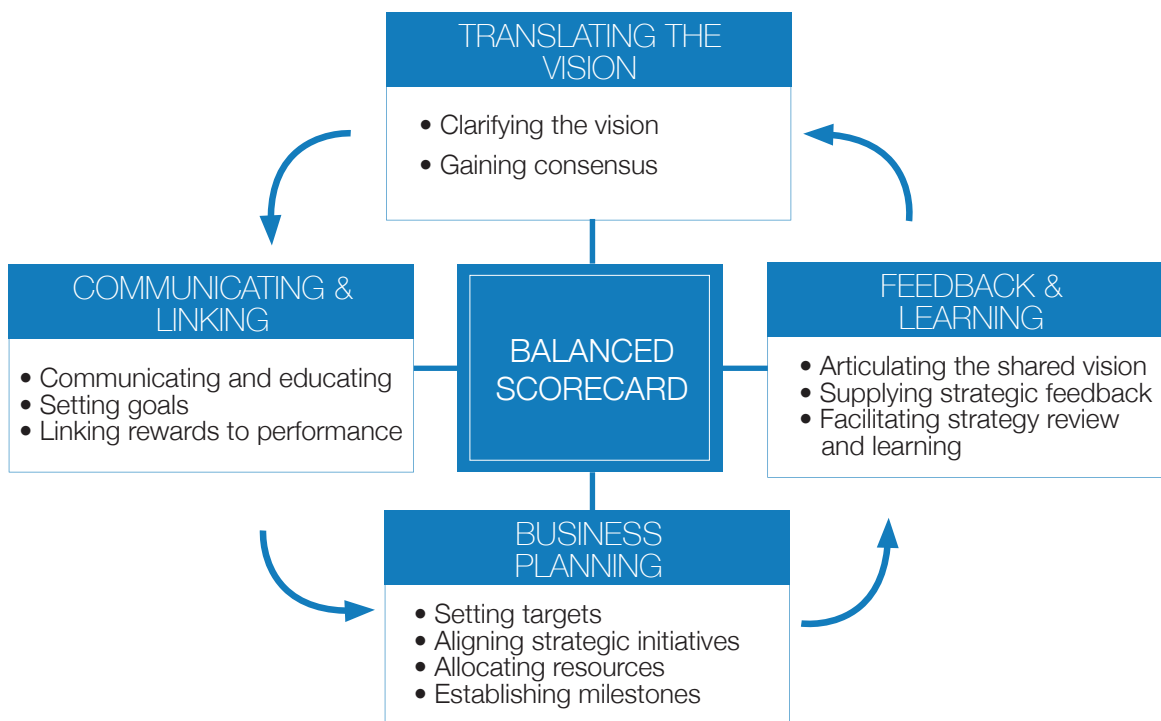 TRANSLATING THE
VISION
• Clarifying the vision
• Gaining consensus
COMMUNICATING &
LINKING
• Communicating and educating
• Setting goals
• Linking rewards to performance
BALANCED
SCORECARD
FEEDBACK &
LEARNING
• Articulating the shared vision
• Supplying strategic feedback
• Facilitating strategy review
and learning
BUSINESS
PLANNING
• Setting targets
• Aligning strategic initiatives
• Allocating resources
• Establishing milestones